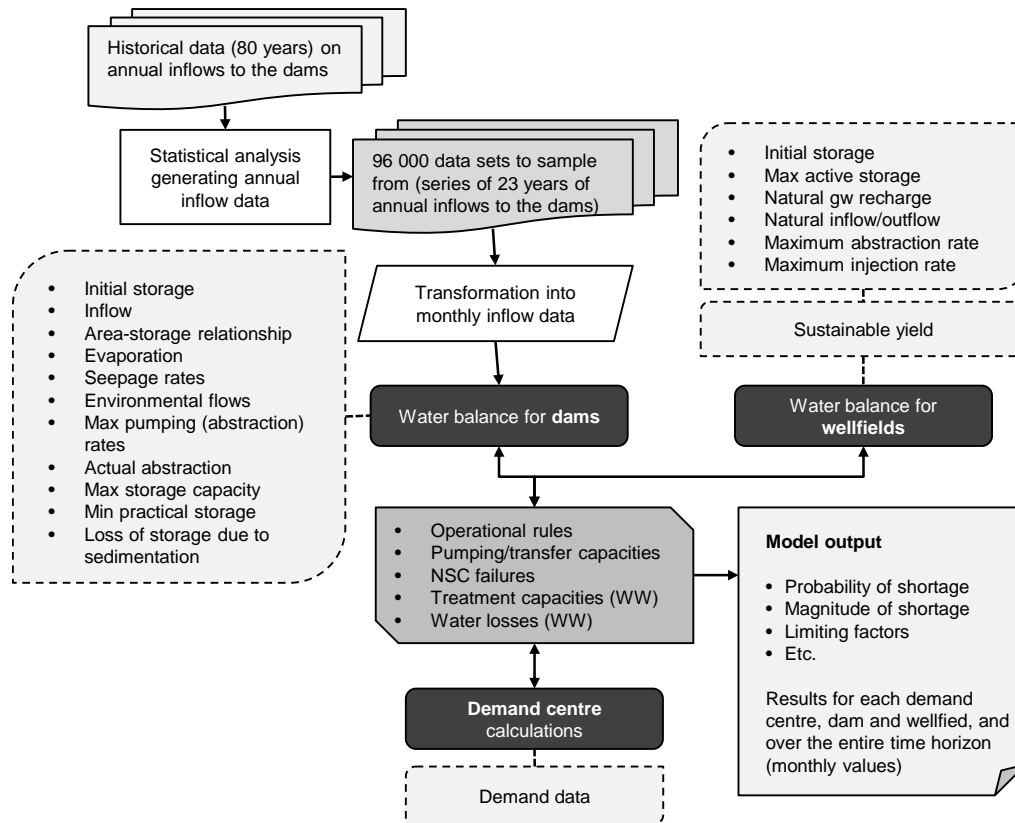 Historical data (80 years) on
annual inflows to the dams
Statistical analysis
generating annual
inflow data
96 000 data sets to sample
from (series of 23 years of
annual inflows to the dams)
• Initial storage
• Max active storage
• Natural gw recharge
• Natural inflow/outflow
• Maximum abstraction rate
• Maximum injection rate
Sustainable yield
Transformation into
monthly inflow data
• Initial storage
• Inflow
• Area-storage relationship
• Evaporation
• Seepage rates
• Environmental flows
• Max pumping (abstraction)
rates
• Actual abstraction
• Max storage capacity
• Min practical storage
• Loss of storage due to
sedimentation
Water balance for dams
Water balance for
wellfields
• Operational rules
• Pumping/transfer capacities
• NSC failures
• Treatment capacities (WW)
• Water losses (WW)
Model output
• Probability of shortage
• Magnitude of shortage
• Limiting factors
• Etc.
Results for each demand
centre, dam and wellfied, and
over the entire time horizon
(monthly values)
Demand centre
calculations
Demand data